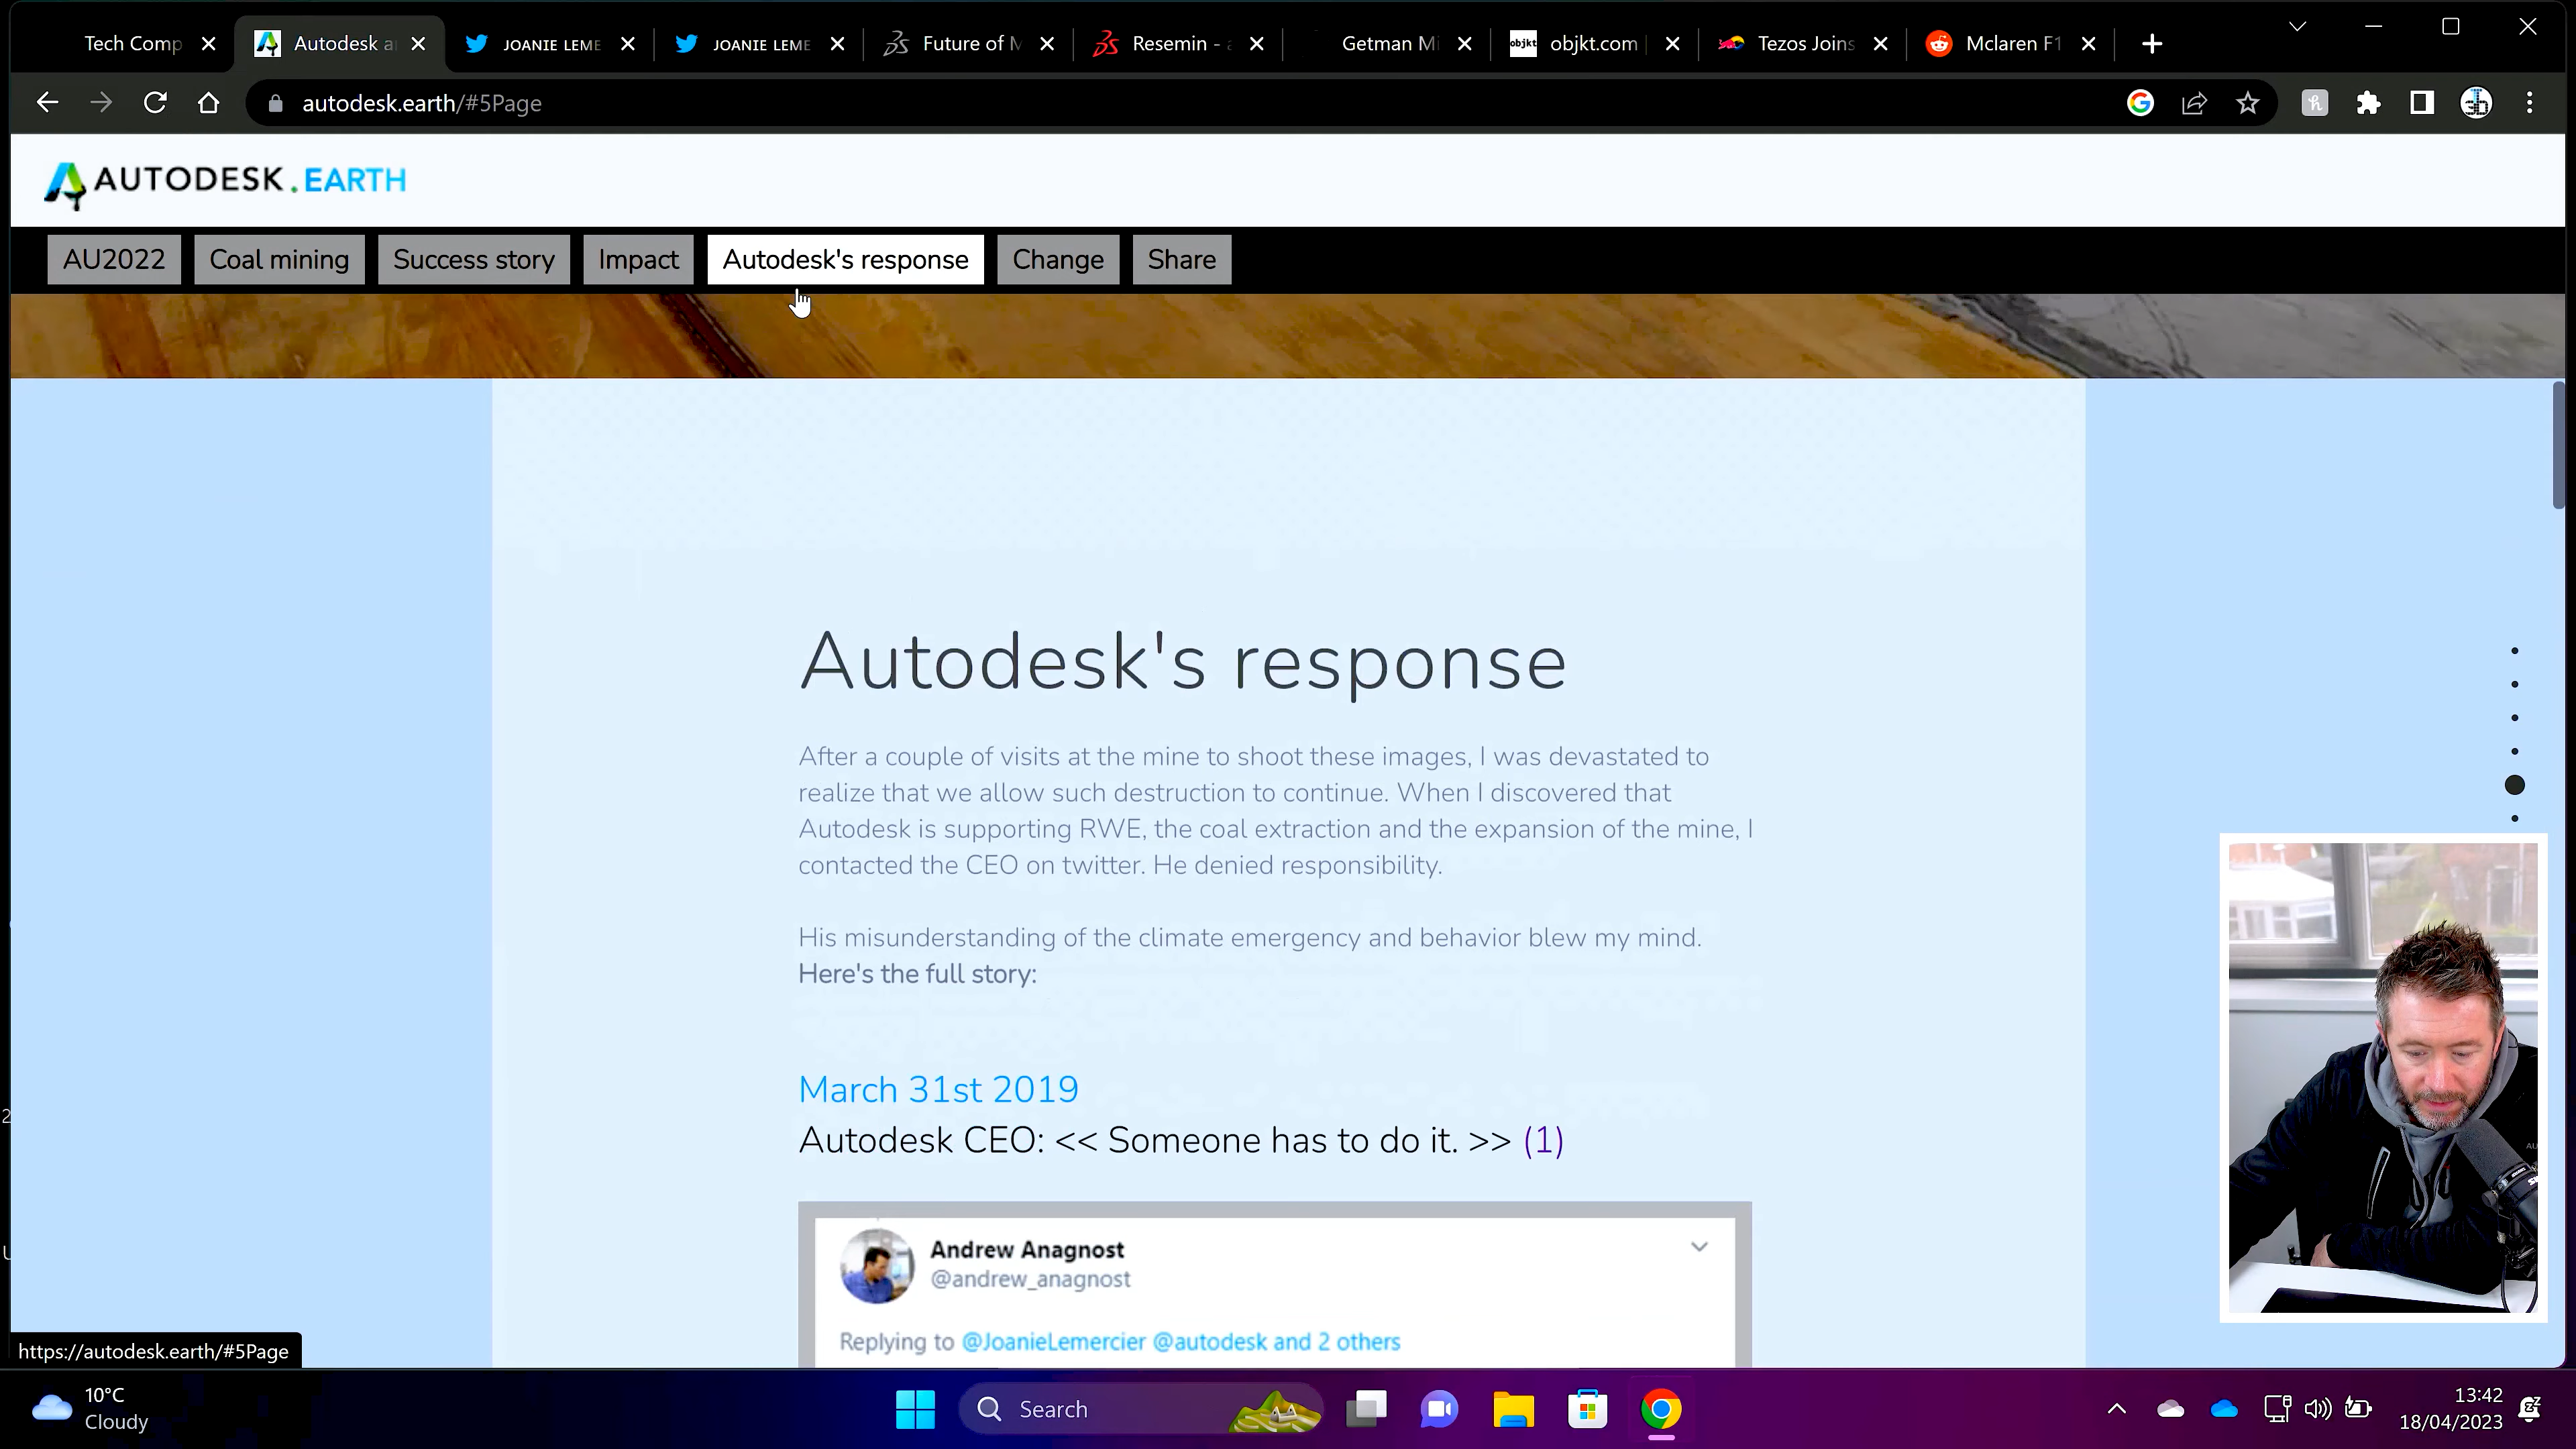 Tech Comp
Autodesk a
JOANIE LEME
JOANIE LEME
Future of M
Resemin - a
Getman Mi
objkt
objkt.com |
Tezos Joins
Mclaren F1
autodesk.earth/#5Page
AUTODESK.EARTH
AU2022
Coal mining
Success story
Impact
Autodesk's response
Change
Share
Autodesk's response
After a couple of visits at the mine to shoot these images, I was devastated to
realize that we allow such destruction to continue. When I discovered that
Autodesk is supporting RWE, the coal extraction and the expansion of the mine, I
contacted the CEO on twitter. He denied responsibility.
His misunderstanding of the climate emergency and behavior blew my mind.
Here's the full story:
March 31st 2019
Autodesk CEO: << Someone has to do it. >> (1)
Andrew Anagnost
@andrew_anagnost
Replying to @JoanieLemercier @autodesk and 2 others
https://autodesk.earth/#5Page
10°C
Cloudy
Search
13:42
18/04/2023